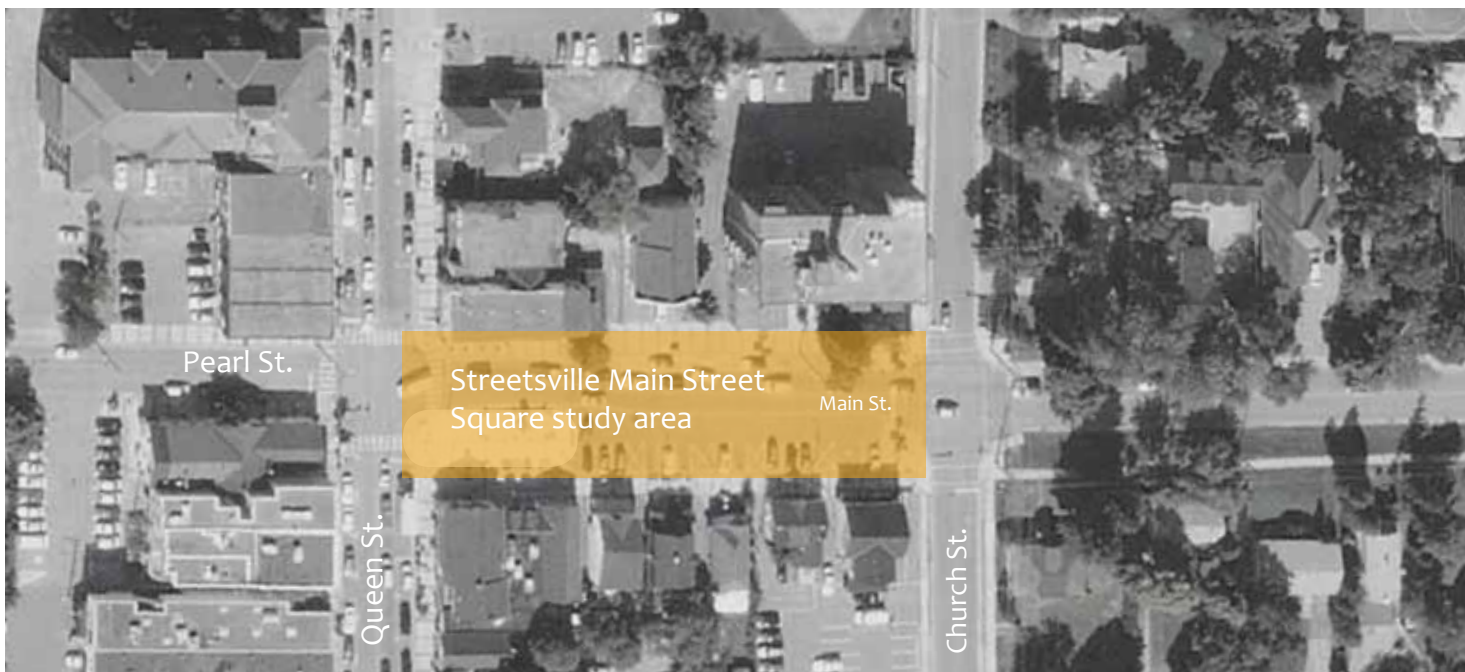 Pearl St.
Streetsville Main Street
Square study area
Main St.
Queen St.
Church St.